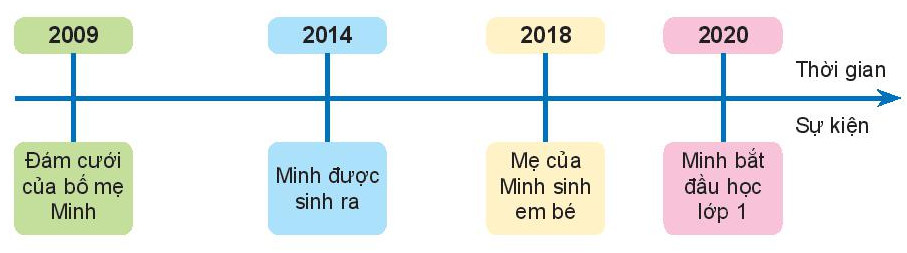 2009
2014
2018
2020
Thời gian
Sự kiện
Đám cưới
của bố mẹ
Minh
Minh được
sinh ra
Mẹ của
Minh sinh
em bé
Minh bắt
đầu học
lớp 1